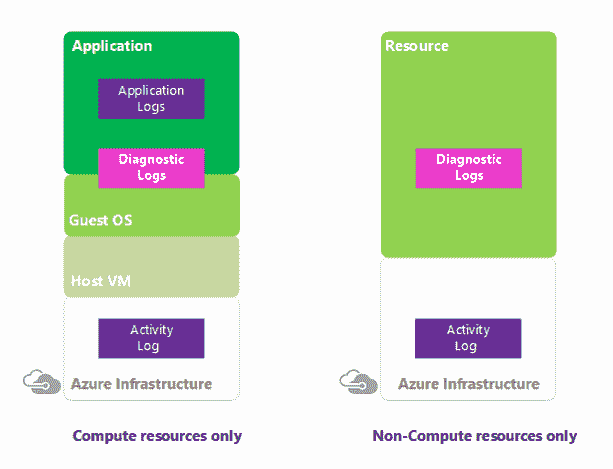 Application
Application
Logs
Diagnostic
Logs
Guest OS
Host VM
Activity
Log
Azure Infrastructure
Compute resources only
Resource
Diagnostic
Logs
Activity
Log
Azure Infrastructure
Non-Compute resources only